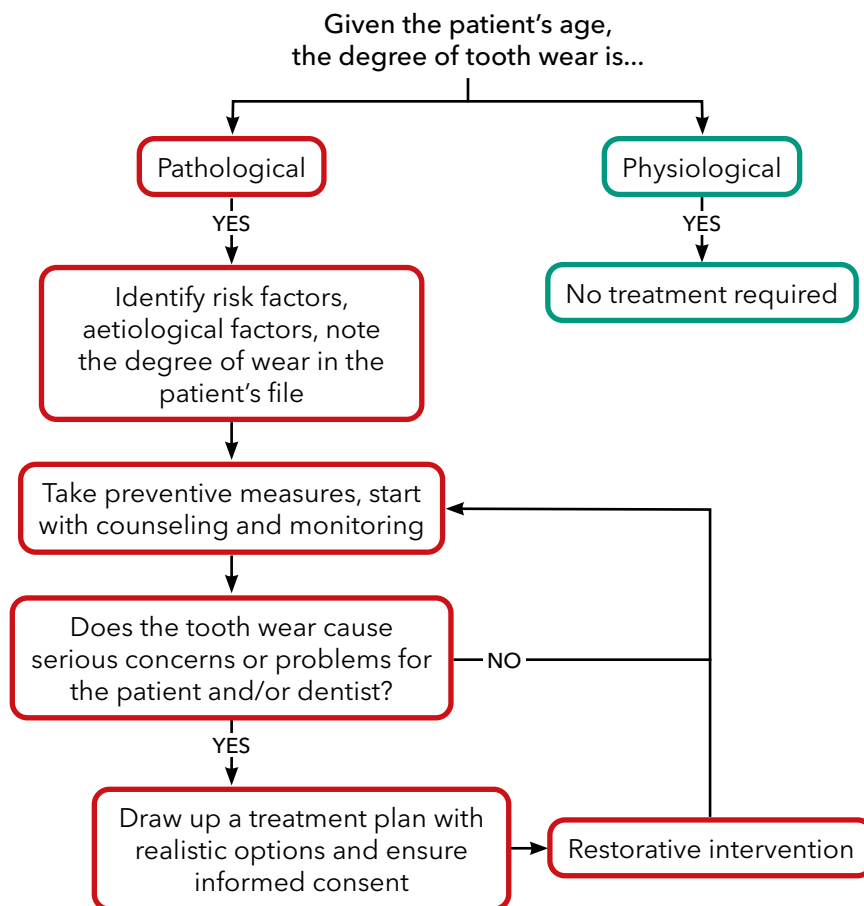 Given the patient’s age,
the degree of tooth wear is...
Pathological
Physiological
YES
YES
Identify risk factors,
aetiological factors, note
the degree of wear in the
patient’s file
No treatment required
Take preventive measures, start
with counseling and monitoring
Does the tooth wear cause
serious concerns or problems for
the patient and/or dentist?
NO
YES
Draw up a treatment plan with
realistic options and ensure
informed consent
Restorative intervention